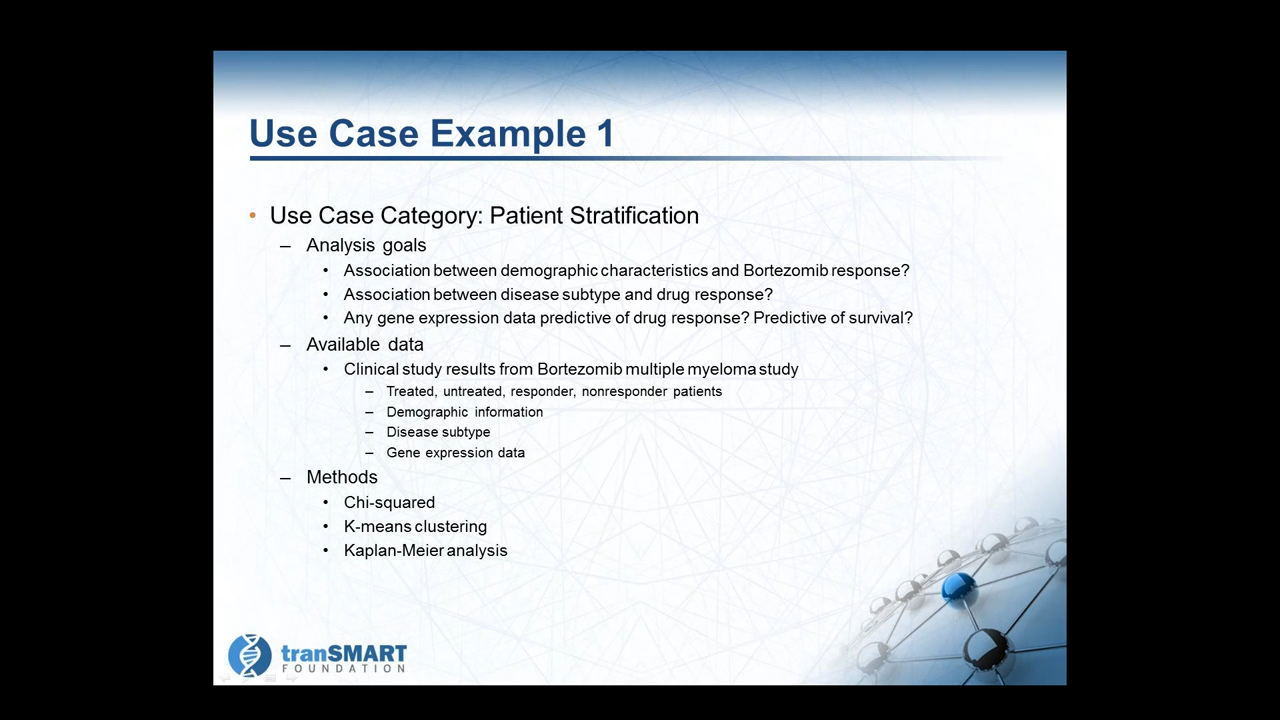 Use Case Example 1
• Use Case Category: Patient Stratification
– Analysis goals
• Association between demographic characteristics and Bortezomib response?
• Association between disease subtype and drug response?
• Any gene expression data predictive of drug response? Predictive of survival?
– Available data
• Clinical study results from Bortezomib multiple myeloma study
– Treated, untreated, responder, nonresponder patients
– Demographic information
– Disease subtype
– Gene expression data
– Methods
• Chi-squared
• K-means clustering
• Kaplan-Meier analysis
tranSMART
FOUNDATION